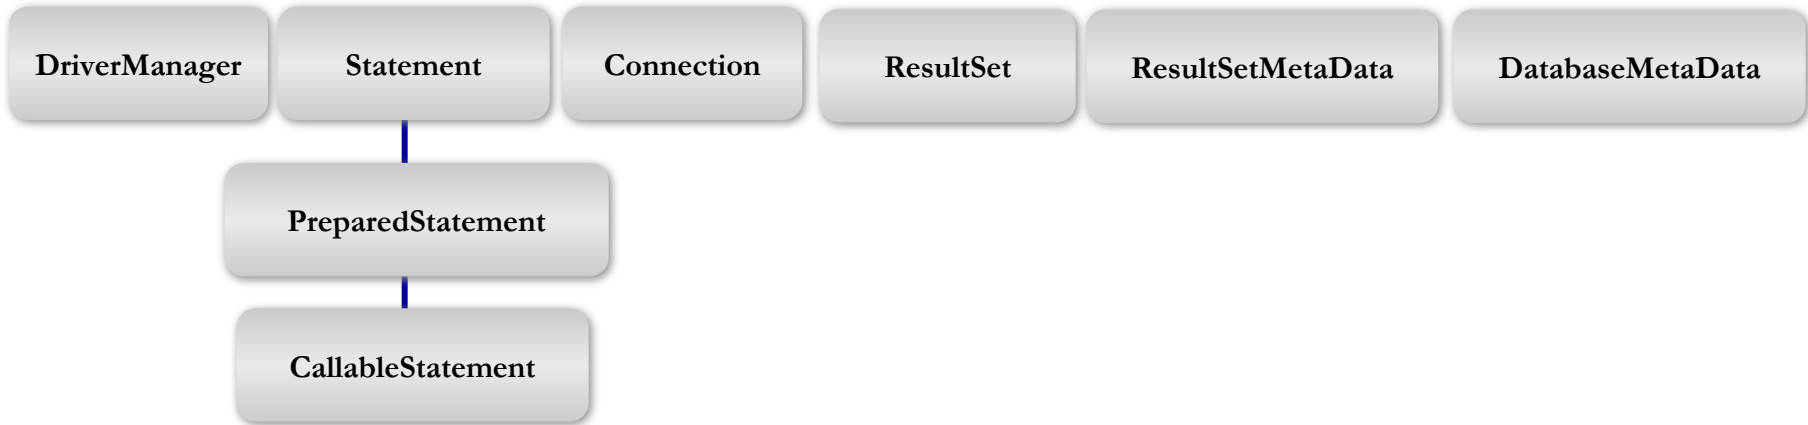 DriverManager
Statement
Connection
ResultSet
ResultSetMetaData
DatabaseMetaData
PreparedStatement
CallableStatement